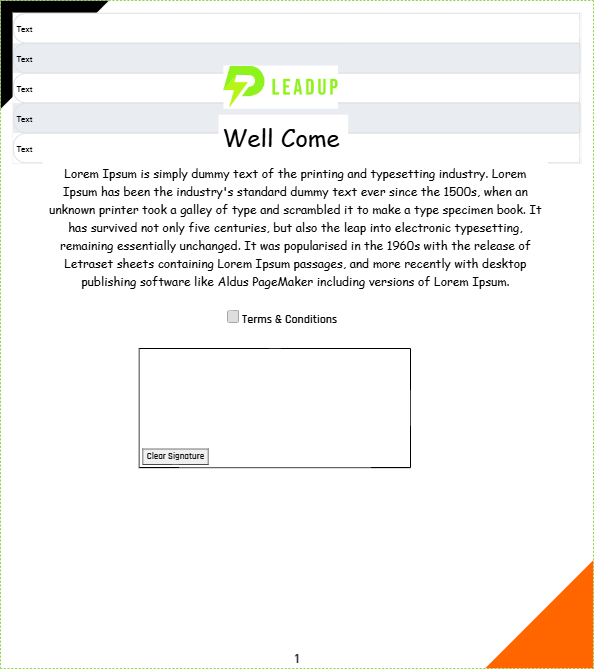 Text
Text
Text
LEADUP
Text
Well Come
Text
Lorem Ipsum is simply dummy text of the printing and typesetting industry. Lorem
Ipsum has been the industry's standard dummy text ever since the 1500s, when an
unknown printer took a galley of type and scrambled it to make a type specimen book. It
has survived not only five centuries, but also the leap into electronic typesetting,
remaining essentially unchanged. It was popularised in the 1960s with the release of
Letraset sheets containing Lorem Ipsum passages, and more recently with desktop
publishing software like Aldus PageMaker including versions of Lorem Ipsum.
Terms & Conditions
Clear Signature
1